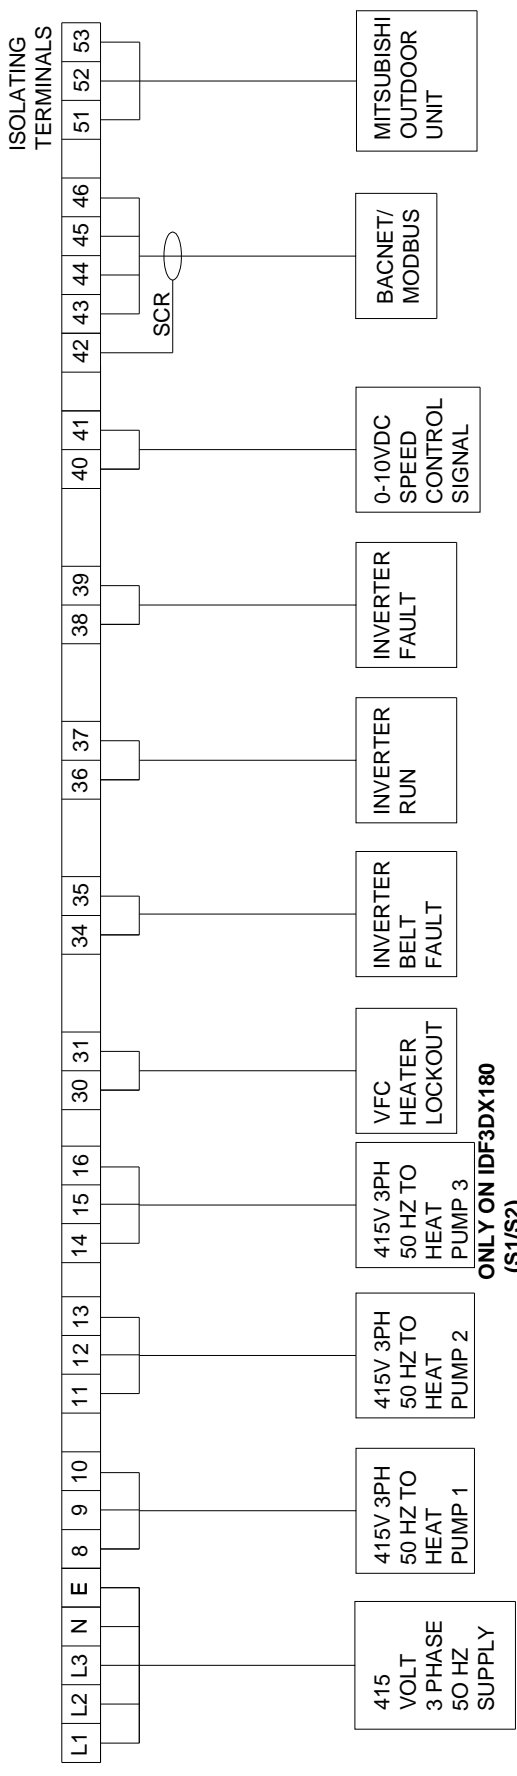 ISOLATING
TERMINALS
L1 L2 L3 N E 8 9 10 11 12 13 14 15 16 30 31 34 35 36 37 38 39 40 41 42 43 44 45 46 51 52 53
SCR
415
VOLT
3 PHASE
5O HZ
SUPPLY
415V 3PH
50 HZ TO
HEAT
PUMP 1
415V 3PH
50 HZ TO
HEAT
PUMP 2
415V 3PH
50 HZ TO
HEAT
PUMP 3
ONLY ON IDF3DX180
(S1/S2)
VFC
HEATER
LOCKOUT
INVERTER
BELT
FAULT
INVERTER
RUN
INVERTER
FAULT
0-10VDC
SPEED
CONTROL
SIGNAL
BACNET/
MODBUS
MITSUBISHI
OUTDOOR
UNIT